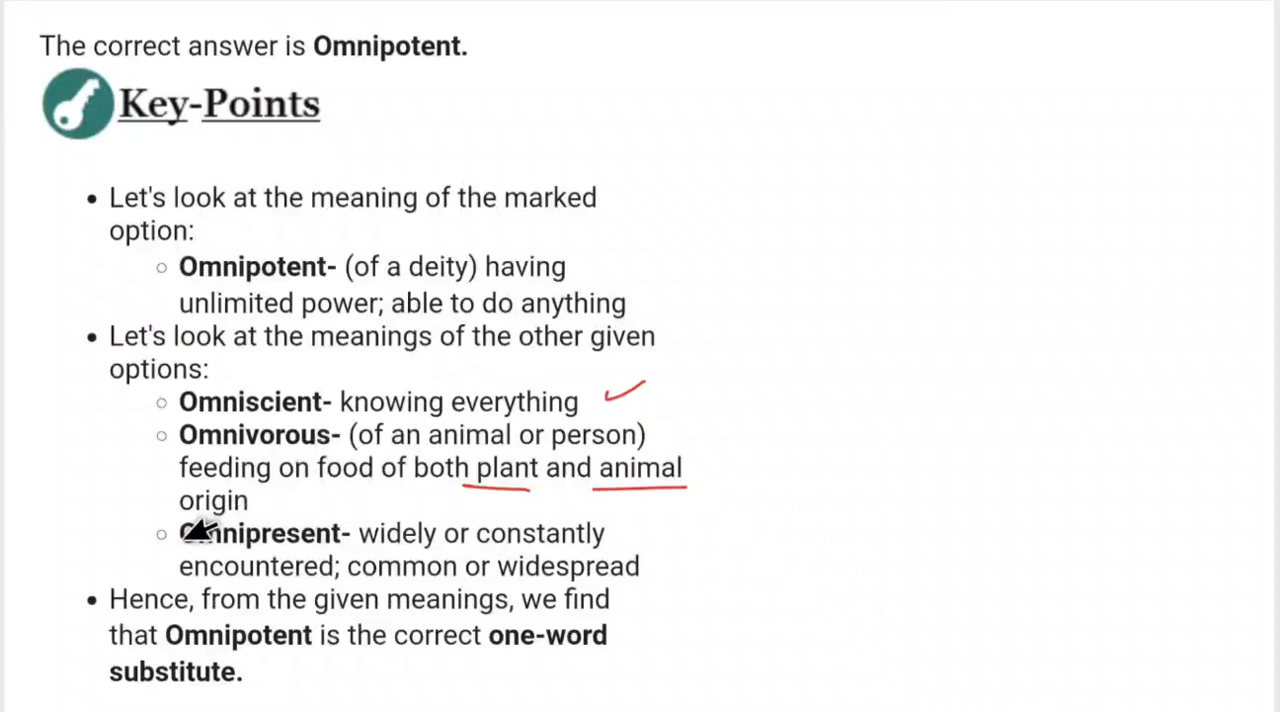 The correct answer is Omnipotent.
Key-Points
• Let's look at the meaning of the marked
option:
○ Omnipotent- (of a deity) having
unlimited power; able to do anything
• Let's look at the meanings of the other given
options:
○ Omniscient- knowing everything
○ Omnivorous- (of an animal or person)
feeding on food of both plant and animal
origin
○ Omnipresent- widely or constantly
encountered; common or widespread
• Hence, from the given meanings, we find
that Omnipotent is the correct one-word
substitute.